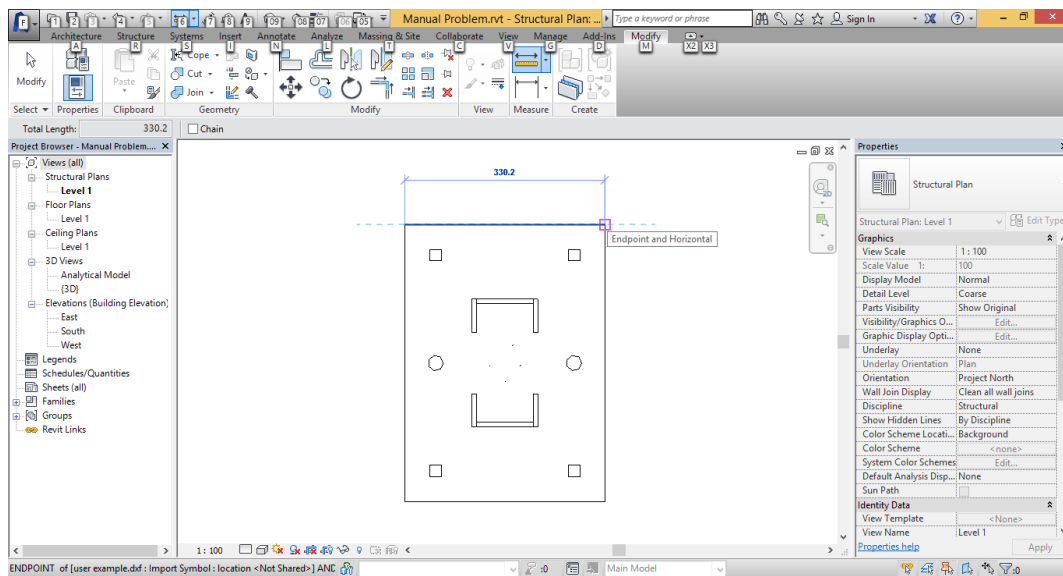 Manual Problem.rvt - Structural Plan: ...
Type a keyword or phrase
Sign In
Architecture Structure Systems Insert Annotate Analyze Massing & Site Collaborate View Manage Add-Ins Modify
Modify
Paste
Cope
Cut
Join
Select Properties Clipboard Geometry Modify View Measure Create
Total Length: 330.2 Chain
Project Browser - Manual Problem....
Views (all)
Structural Plans
Level 1
Floor Plans
Level 1
Ceiling Plans
Level 1
3D Views
Analytical Model
{3D}
Elevations (Building Elevation)
East
South
West
Legends
Schedules/Quantities
Sheets (all)
Families
Groups
Revit Links
330.2
Endpoint and Horizontal
2D
Properties
Structural Plan
Structural Plan: Level 1 Edit Type
Graphics
View Scale 1 : 100
Scale Value 1: 100
Display Model Normal
Detail Level Coarse
Parts Visibility Show Original
Visibility/Graphics O... Edit...
Graphic Display Opti... Edit...
Underlay None
Underlay Orientation Plan
Orientation Project North
Wall Join Display Clean all wall joins
Discipline Structural
Show Hidden Lines By Discipline
Color Scheme Locati... Background
Color Scheme <none>
System Color Schemes Edit...
Default Analysis Disp... None
Sun Path
Identity Data
View Template <None>
View Name Level 1
Properties help Apply
1 : 100
ENDPOINT of [user example.dxf : Import Symbol : location <Not Shared>] AND
:0
Main Model
:0